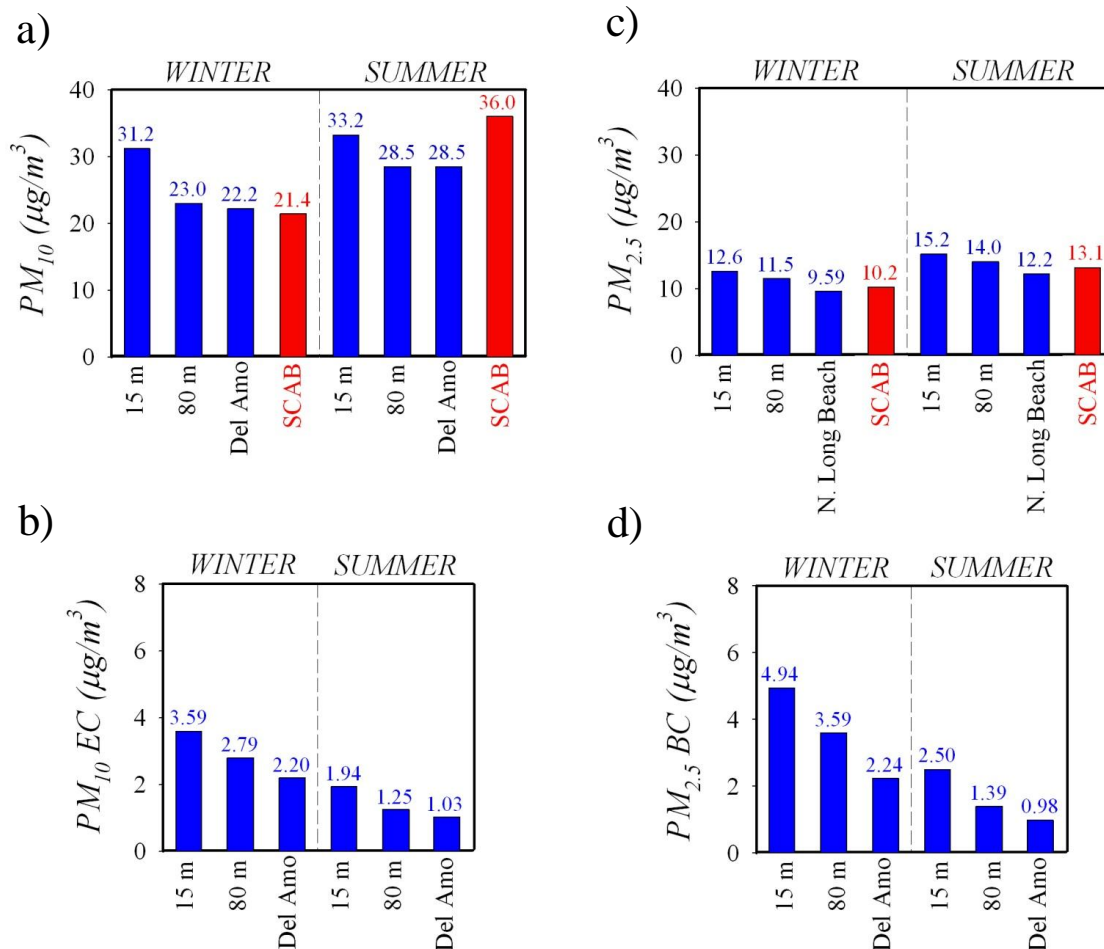 a)
WINTER SUMMER
PM10 (μg/m³)
40
30
20
10
0
31.2
23.0
22.2
21.4
33.2
28.5
28.5
36.0
15 m
80 m
Del Amo
SCAB
15 m
80 m
Del Amo
SCAB
c)
WINTER SUMMER
PM2.5 (μg/m³)
40
30
20
10
0
12.6
11.5
9.59
10.2
15.2
14.0
12.2
13.1
15 m
80 m
N. Long Beach
SCAB
15 m
80 m
N. Long Beach
SCAB
b)
WINTER SUMMER
PM10 EC (μg/m³)
8
6
4
2
0
3.59
2.79
2.20
1.94
1.25
1.03
15 m
80 m
Del Amo
15 m
80 m
Del Amo
d)
WINTER SUMMER
PM2.5 BC (μg/m³)
8
6
4
2
0
4.94
3.59
2.24
2.50
1.39
0.98
15 m
80 m
Del Amo
15 m
80 m
Del Amo